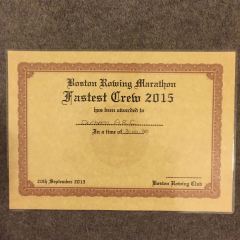 Boston Rowing Marathon
Fastest Crew 2015
has been awarded to
In a time of
20th September 2015
Boston Rowing Club